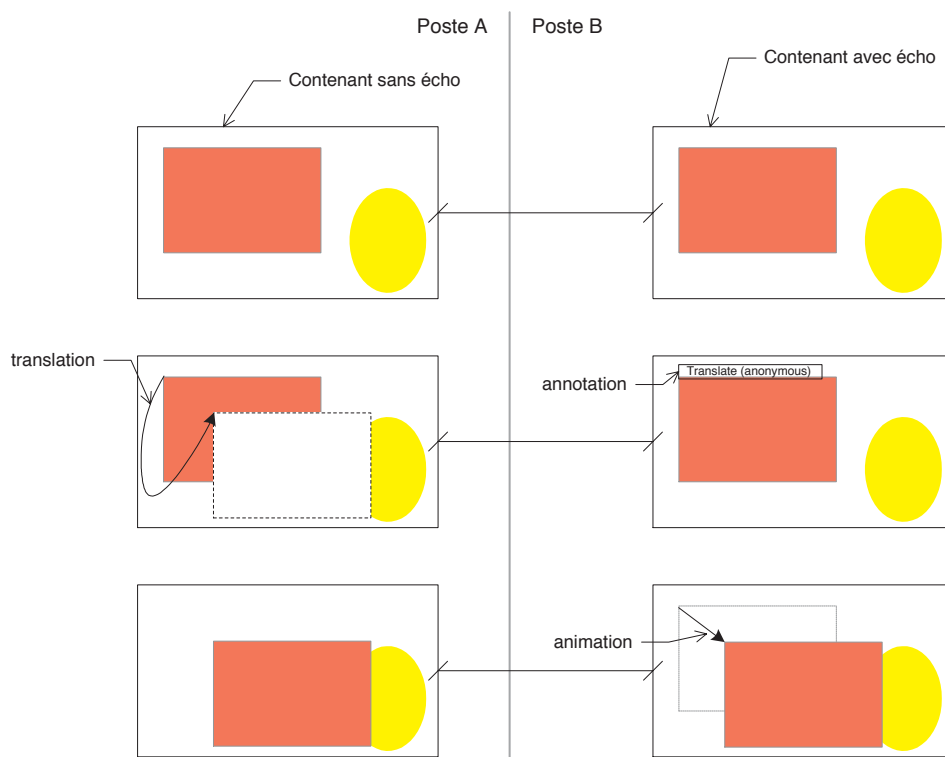 Poste A
Poste B
Contenant sans écho
Contenant avec écho
translation
annotation
Translate (anonymous)
animation